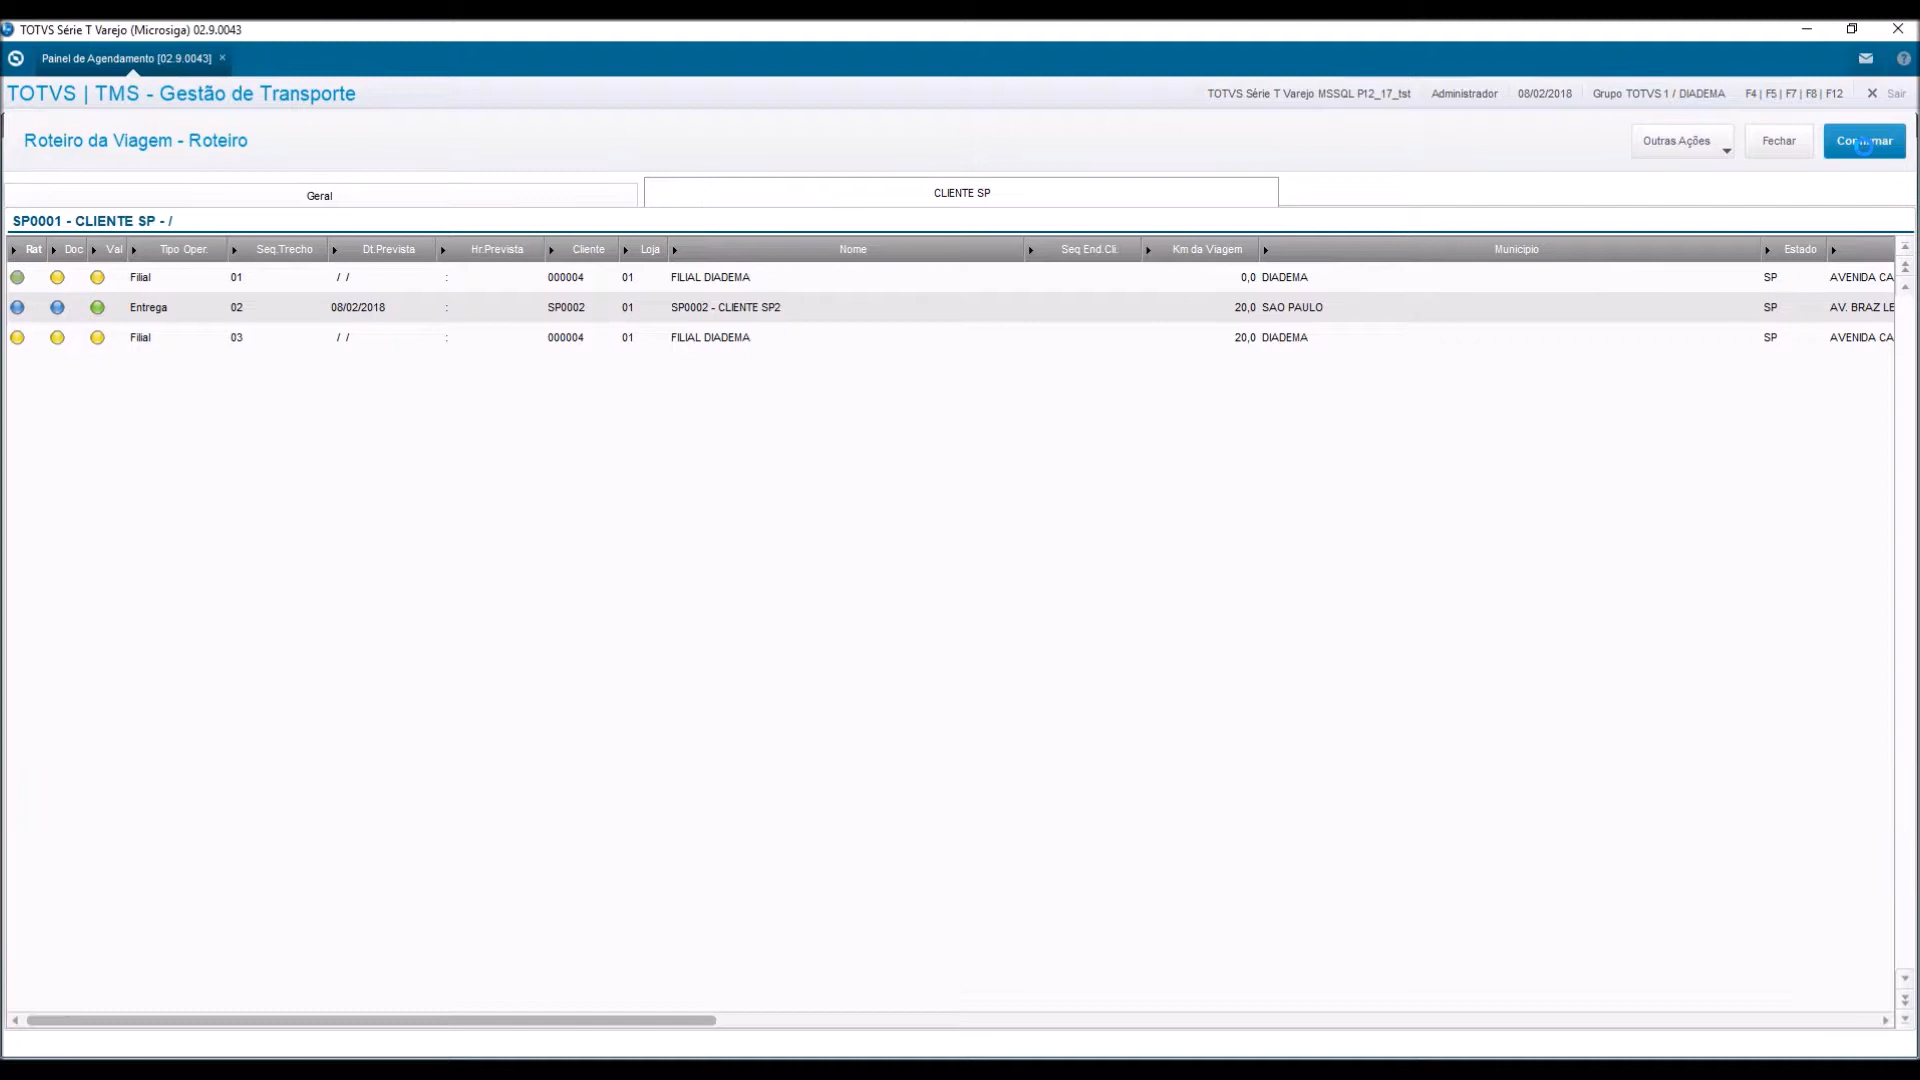 TOTVS Série T Varejo (Microsiga) 02.9.0043
Painel de Agendamento [02.9.0043] ×
TOTVS | TMS - Gestão de Transporte
TOTVS Série T Varejo MSSQL P12_17_tst Administrador 08/02/2018 Grupo TOTVS 1 / DIADEMA F4 | F5 | F7 | F8 | F12 Sair
Roteiro da Viagem - Roteiro
Outras Ações Fechar
Geral CLIENTE SP
SP0001 - CLIENTE SP - /
Rat Doc Val Tipo Oper. Seq.Trecho Dt.Prevista Hr.Prevista Cliente Loja Nome Seq End.Cli. Km da Viagem Municipio Estado
Filial 01 / / : 000004 01 FILIAL DIADEMA 0,0 DIADEMA SP AVENIDA CA
Entrega 02 08/02/2018 : SP0002 01 SP0002 - CLIENTE SP2 20,0 SAO PAULO SP AV. BRAZ LE
Filial 03 / / : 000004 01 FILIAL DIADEMA 20,0 DIADEMA SP AVENIDA CA